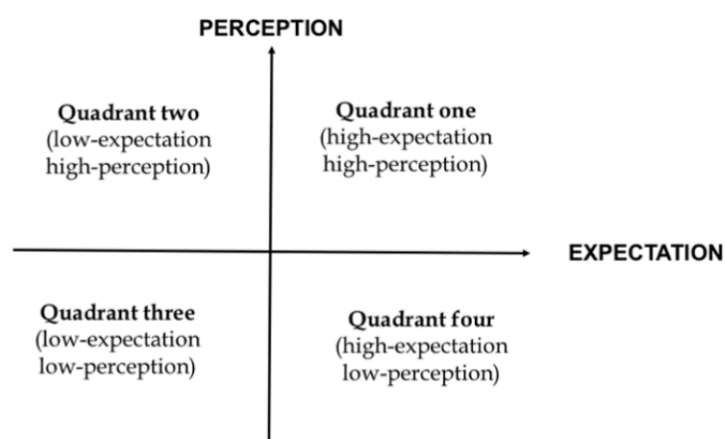 PERCEPTION
Quadrant two
(low-expectation
high-perception)
Quadrant one
(high-expectation
high-perception)
EXPECTATION
Quadrant three
(low-expectation
low-perception)
Quadrant four
(high-expectation
low-perception)